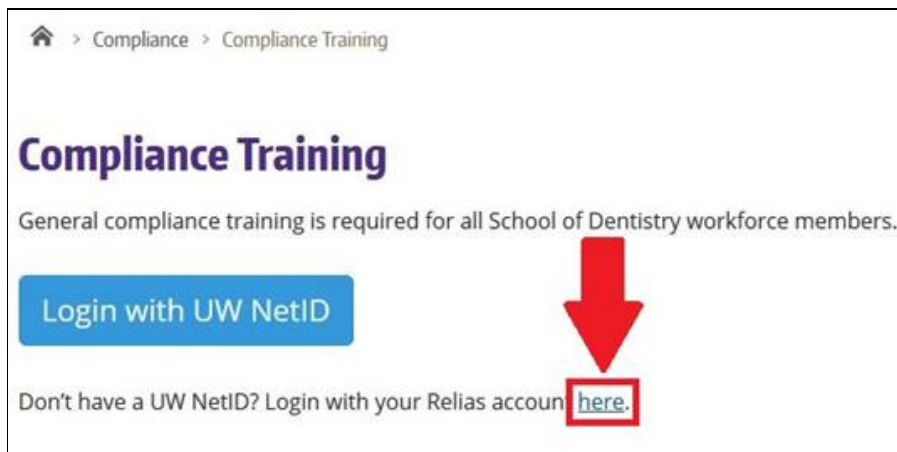 > Compliance > Compliance Training
Compliance Training
General compliance training is required for all School of Dentistry workforce members.
Login with UW NetID
Don't have a UW NetID? Login with your Relias account here.